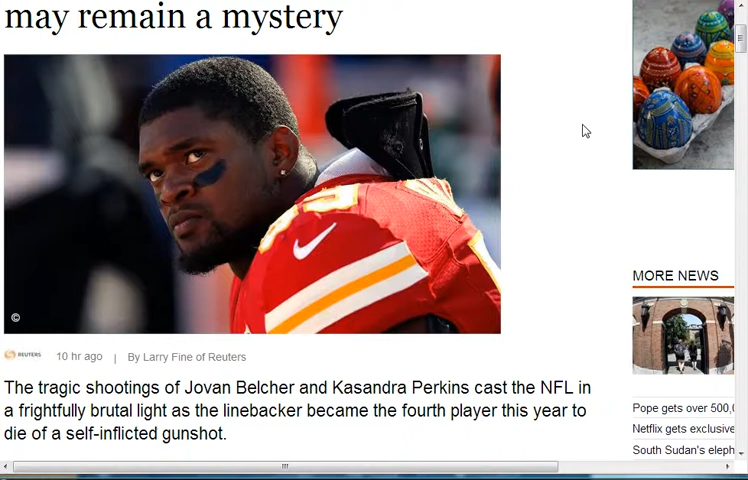 may remain a mystery
©
REUTERS 10 hr ago | By Larry Fine of Reuters
The tragic shootings of Jovan Belcher and Kasandra Perkins cast the NFL in
a frightfully brutal light as the linebacker became the fourth player this year to
die of a self-inflicted gunshot.
MORE NEWS
Pope gets over 500,0
Netflix gets exclusive
South Sudan's eleph